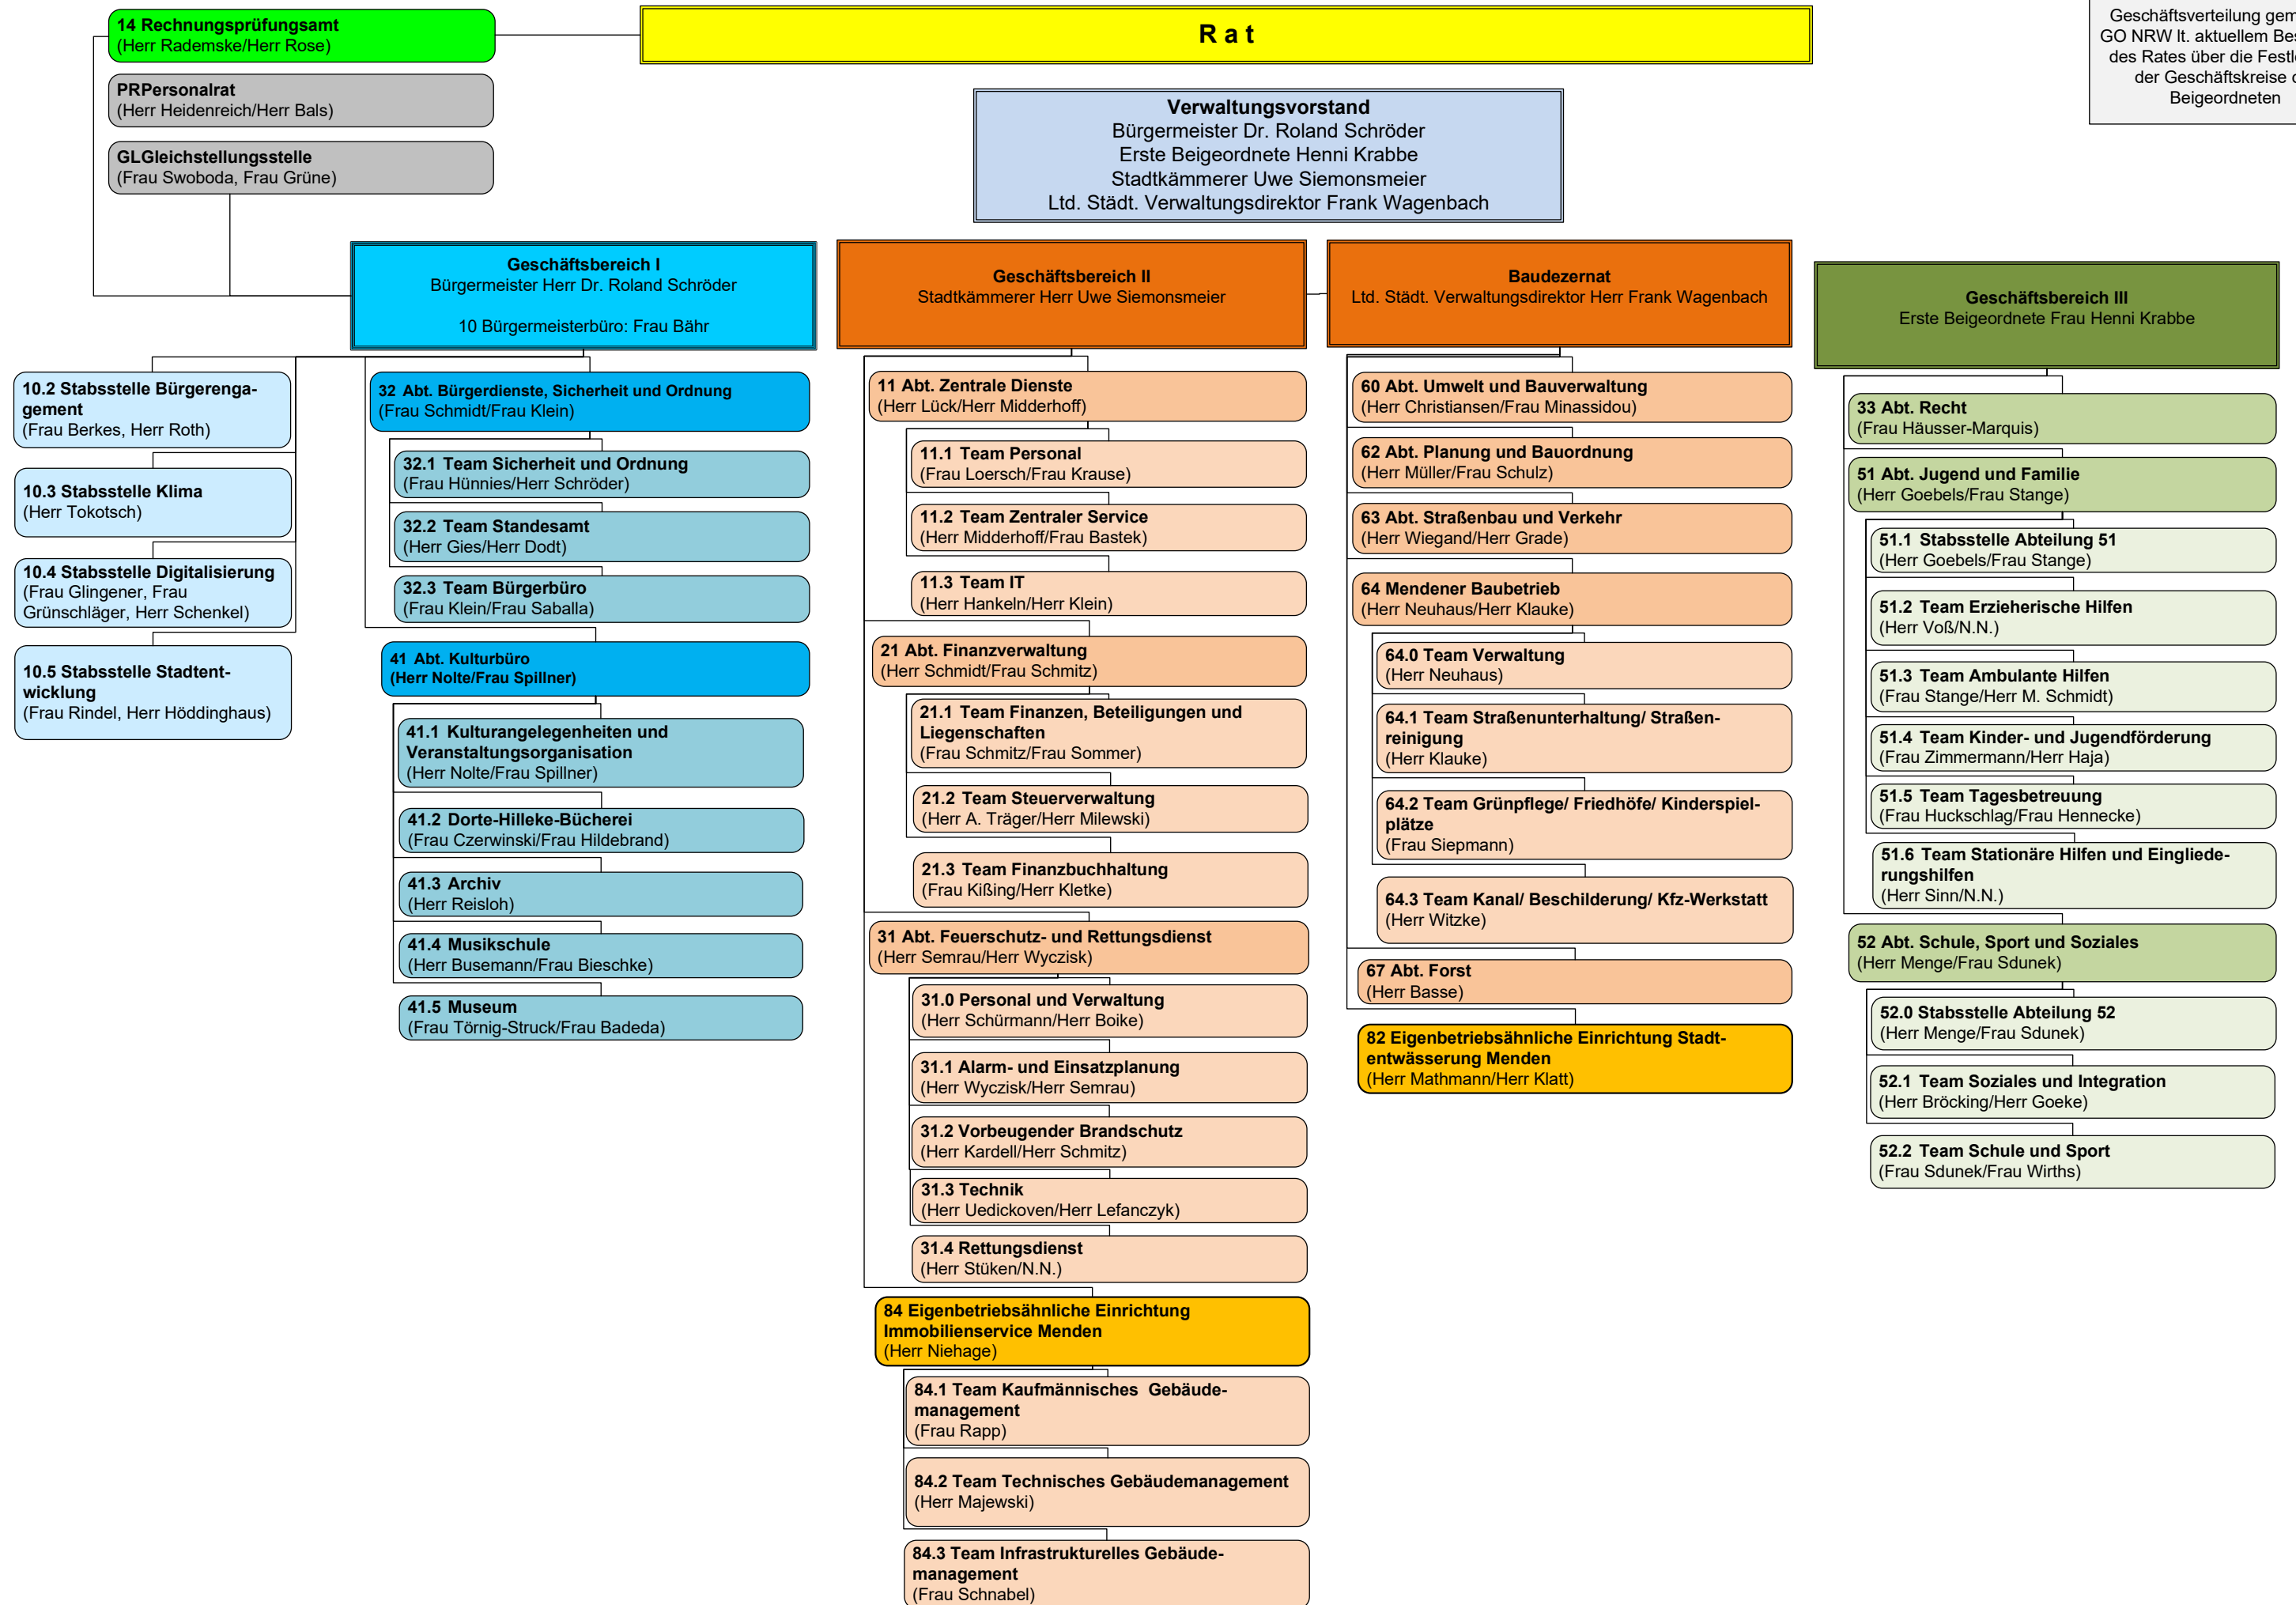 14 Rechnungsprüfungsamt
(Herr Rademske/Herr Rose)
R a t
Geschäftsverteilung
GO NRW lt. aktuellem
des Rates über die
der Geschäftskreise
Beigeordneten
PRPersonalrat
(Herr Heidenreich/Herr Bals)
GLGleichstellungsstelle
(Frau Swoboda, Frau Grüne)
Verwaltungsvorstand
Bürgermeister Dr. Roland Schröder
Erste Beigeordnete Henni Krabbe
Stadtkämmerer Uwe Siemonsmeier
Ltd. Städt. Verwaltungsdirektor Frank Wagenbach
Geschäftsbereich I
Bürgermeister Herr Dr. Roland Schröder
10 Bürgermeisterbüro: Frau Bähr
10.2 Stabsstelle Bürgerenga-
gement
(Frau Berkes, Herr Roth)
10.3 Stabsstelle Klima
(Herr Tokotsch)
10.4 Stabsstelle Digitalisierung
(Frau Glingener, Frau
Grünschläger, Herr Schenkel)
10.5 Stabsstelle Stadtent-
wicklung
(Frau Rindel, Herr Höddinghaus)
32 Abt. Bürgerdienste, Sicherheit und Ordnung
(Frau Schmidt/Frau Klein)
32.1 Team Sicherheit und Ordnung
(Frau Hünnies/Herr Schröder)
32.2 Team Standesamt
(Herr Gies/Herr Dodt)
32.3 Team Bürgerbüro
(Frau Klein/Frau Saballa)
41 Abt. Kulturbüro
(Herr Nolte/Frau Spillner)
41.1 Kulturangelegenheiten und
Veranstaltungsorganisation
(Herr Nolte/Frau Spillner)
41.2 Dorte-Hilleke-Bücherei
(Frau Czerwinski/Frau Hildebrand)
41.3 Archiv
(Herr Reisloh)
41.4 Musikschule
(Herr Busemann/Frau Bieschke)
41.5 Museum
(Frau Törnig-Struck/Frau Badeda)
Geschäftsbereich II
Stadtkämmerer Herr Uwe Siemonsmeier
11 Abt. Zentrale Dienste
(Herr Lück/Herr Midderhoff)
11.1 Team Personal
(Frau Loersch/Frau Krause)
11.2 Team Zentraler Service
(Herr Midderhoff/Frau Bastek)
11.3 Team IT
(Herr Hankeln/Herr Klein)
21 Abt. Finanzverwaltung
(Herr Schmidt/Frau Schmitz)
21.1 Team Finanzen, Beteiligungen und
Liegenschaften
(Frau Schmitz/Frau Sommer)
21.2 Team Steuerverwaltung
(Herr A. Träger/Herr Milewski)
21.3 Team Finanzbuchhaltung
(Frau Kißing/Herr Kletke)
31 Abt. Feuerschutz- und Rettungsdienst
(Herr Semrau/Herr Wyczisk)
31.0 Personal und Verwaltung
(Herr Schürmann/Herr Boike)
31.1 Alarm- und Einsatzplanung
(Herr Wyczisk/Herr Semrau)
31.2 Vorbeugender Brandschutz
(Herr Kardell/Herr Schmitz)
31.3 Technik
(Herr Uedickoven/Herr Lefanczyk)
31.4 Rettungsdienst
(Herr Stüken/N.N.)
84 Eigenbetriebsähnliche Einrichtung
Immobilienservice Menden
(Herr Niehage)
84.1 Team Kaufmännisches Gebäude-
management
(Frau Rapp)
84.2 Team Technisches Gebäudemanagement
(Herr Majewski)
84.3 Team Infrastrukturelles Gebäude-
management
(Frau Schnabel)
Baudezernat
Ltd. Städt. Verwaltungsdirektor Herr Frank Wagenbach
60 Abt. Umwelt und Bauverwaltung
(Herr Christiansen/Frau Minassidou)
62 Abt. Planung und Bauordnung
(Herr Müller/Frau Schulz)
63 Abt. Straßenbau und Verkehr
(Herr Wiegand/Herr Grade)
64 Mendener Baubetrieb
(Herr Neuhaus/Herr Klauke)
64.0 Team Verwaltung
(Herr Neuhaus)
64.1 Team Straßenunterhaltung/ Straßen-
reinigung
(Herr Klauke)
64.2 Team Grünpflege/ Friedhöfe/ Kinderspiel-
plätze
(Frau Siepmann)
64.3 Team Kanal/ Beschilderung/ Kfz-Werkstatt
(Herr Witzke)
67 Abt. Forst
(Herr Basse)
82 Eigenbetriebsähnliche Einrichtung Stadt-
entwässerung Menden
(Herr Mathmann/Herr Klatt)
Geschäftsbereich III
Erste Beigeordnete Frau Henni Krabbe
33 Abt. Recht
(Frau Häusser-Marquis)
51 Abt. Jugend und Familie
(Herr Goebels/Frau Stange)
51.1 Stabsstelle Abteilung 51
(Herr Goebels/Frau Stange)
51.2 Team Erzieherische Hilfen
(Herr Voß/N.N.)
51.3 Team Ambulante Hilfen
(Frau Stange/Herr M. Schmidt)
51.4 Team Kinder- und Jugendförderung
(Frau Zimmermann/Herr Haja)
51.5 Team Tagesbetreuung
(Frau Huckschlag/Frau Hennecke)
51.6 Team Stationäre Hilfen und Einglied­e-
rungshilfen
(Herr Sinn/N.N.)
52 Abt. Schule, Sport und Soziales
(Herr Menge/Frau Sdunek)
52.0 Stabsstelle Abteilung 52
(Herr Menge/Frau Sdunek)
52.1 Team Soziales und Integration
(Herr Bröcking/Herr Goeke)
52.2 Team Schule und Sport
(Frau Sdunek/Frau Wirths)